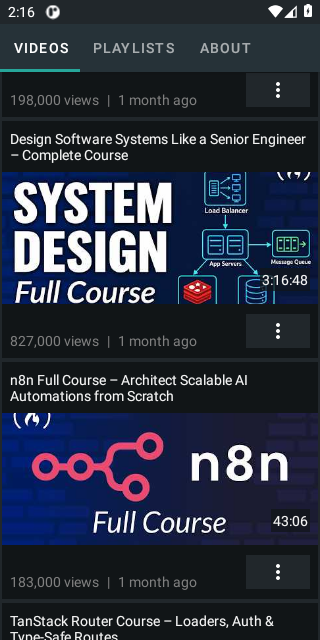 2:16
VIDEOS PLAYLISTS ABOUT
198,000 views | 1 month ago
Design Software Systems Like a Senior Engineer
– Complete Course
SYSTEM
DESIGN
Full Course
Load Balancer
App Servers
Message Queue
3:16:48
827,000 views | 1 month ago
n8n Full Course – Architect Scalable AI
Automations from Scratch
n8n
Full Course
43:06
183,000 views | 1 month ago
TanStack Router Course – Loaders, Auth &
Type-Safe Routes